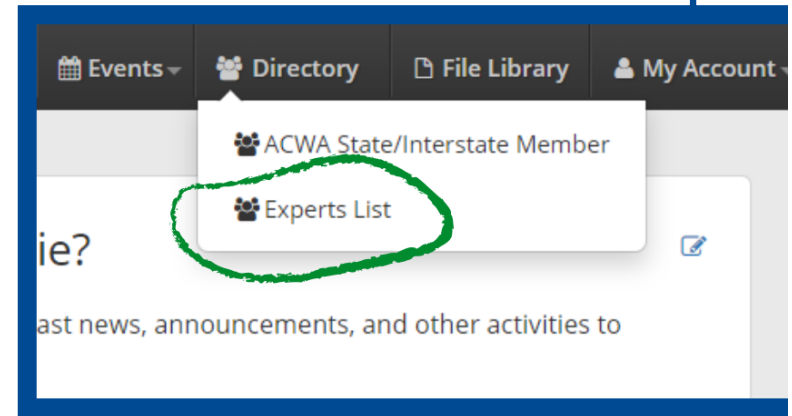 Events Directory File Library My Account
ACWA State/Interstate Member
Experts List
ie?
ast news, announcements, and other activities to